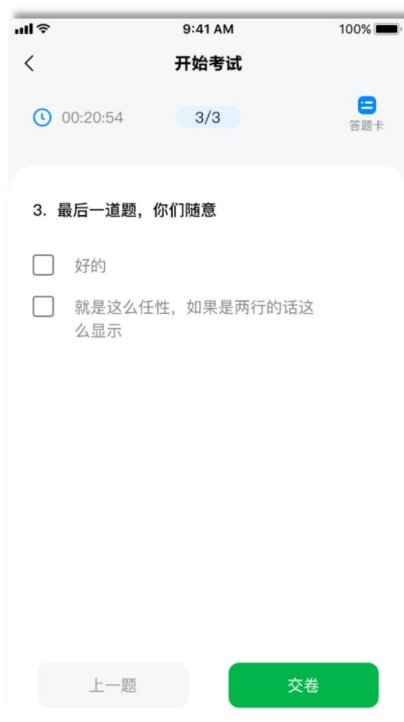 9:41 AM
100%
开始考试
00:20:54
3/3
答题卡
3. 最后一道题，你们随意
好的
就是这么任性，如果是两行的话这
么显示
上一题
交卷